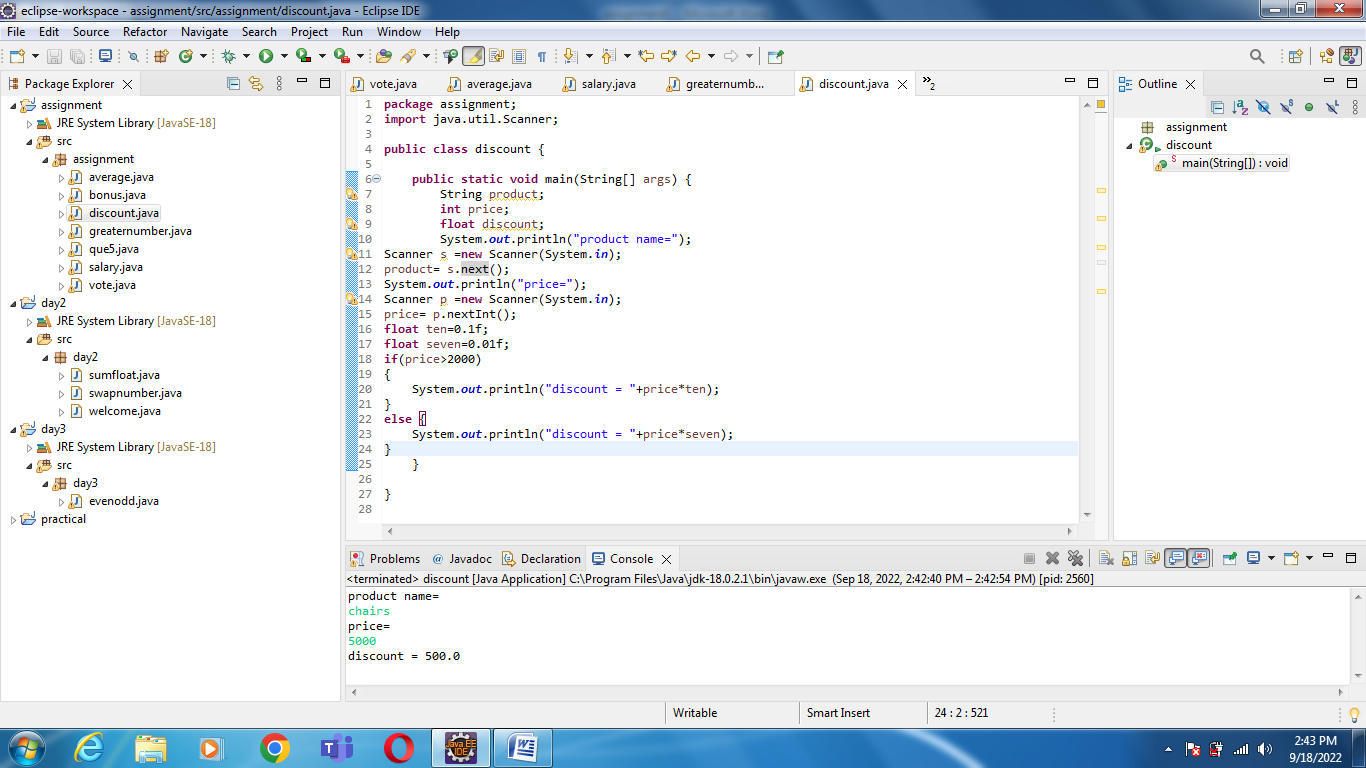 eclipse-workspace - assignment/src/assignment/discount.java - Eclipse IDE
File Edit Source Refactor Navigate Search Project Run Window Help
Package Explorer
assignment
JRE System Library [JavaSE-18]
src
assignment
average.java
bonus.java
discount.java
greaternumber.java
que5.java
salary.java
vote.java
day2
JRE System Library [JavaSE-18]
src
day2
sumfloat.java
swapnumber.java
welcome.java
day3
JRE System Library [JavaSE-18]
src
day3
evenodd.java
practical
vote.java average.java salary.java greaternumb... discount.java »2
1 package assignment;
2 import java.util.Scanner;
3
4 public class discount {
5
6 public static void main(String[] args) {
7 String product;
8 int price;
9 float discount;
10 System.out.println("product name=");
11 Scanner s =new Scanner(System.in);
12 product= s.next();
13 System.out.println("price=");
14 Scanner p =new Scanner(System.in);
15 price= p.nextInt();
16 float ten=0.1f;
17 float seven=0.01f;
18 if(price>2000)
19 {
20 System.out.println("discount = "+price*ten);
21 }
22 else {
23 System.out.println("discount = "+price*seven);
24 }
25 }
26
27 }
28
Outline
assignment
discount
main(String[]) : void
Problems @ Javadoc Declaration Console
<terminated> discount [Java Application] C:\Program Files\Java\jdk-18.0.2.1\bin\javaw.exe (Sep 18, 2022, 2:42:40 PM – 2:42:54 PM) [pid: 2560]
product name=
chairs
price=
5000
discount = 500.0
Writable Smart Insert 24 : 2 : 521
Java EE
IDE
2:43 PM
9/18/2022